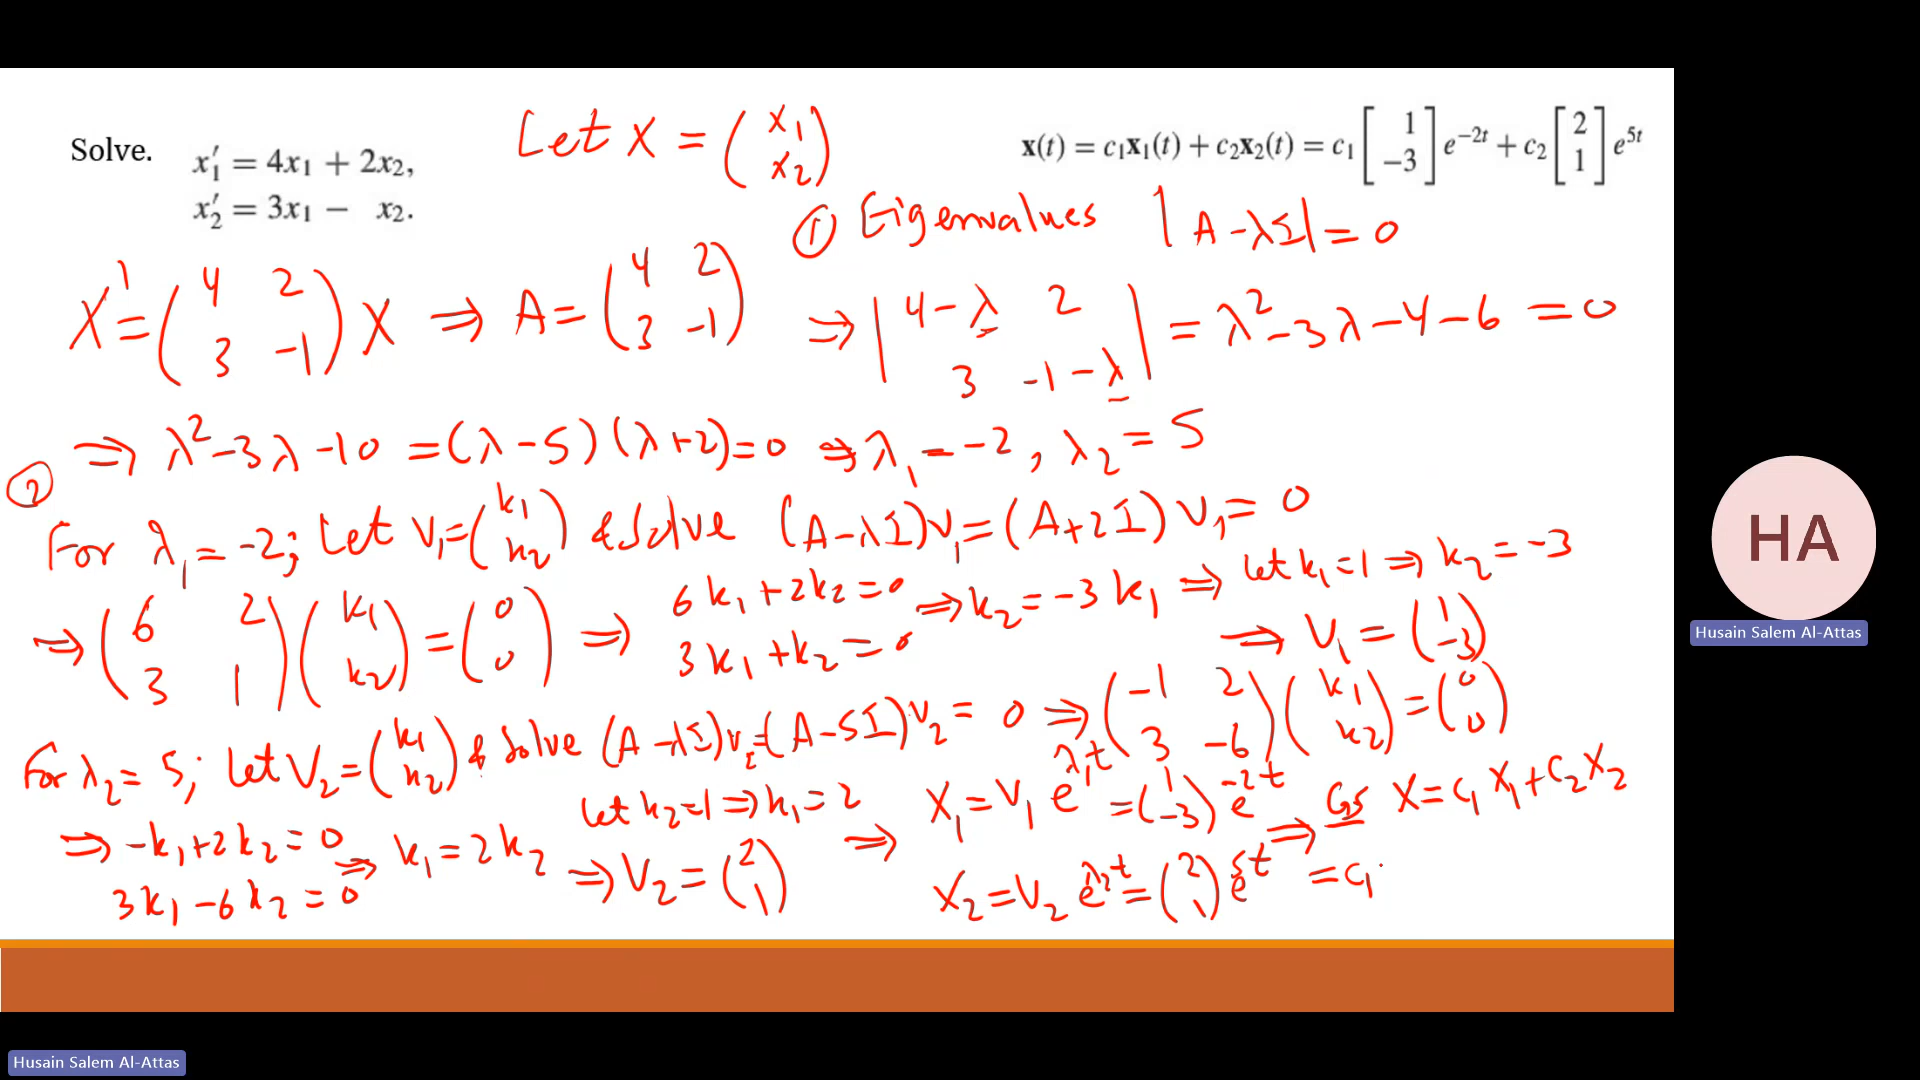 Solve. x₁′ = 4x₁ + 2x₂,
x₂′ = 3x₁ − x₂.
Let X = (x₁ x₂)
x(t) = c₁x₁(t) + c₂x₂(t) = c₁ [1 −3] e^{−2t} + c₂ [2 1] e^{5t}
① Eigenvalues |A − λI| = 0
X′ = (4 2 3 −1) X ⇒ A = (4 2 3 −1)
⇒ |4−λ 2 3 −1−λ| = λ² − 3λ − 4 − 6 = 0
⇒ λ² − 3λ − 10 = (λ − 5)(λ + 2) = 0 ⇒ λ₁ = −2, λ₂ = 5
②
For λ₁ = −2; Let V₁ = (k₁ k₂) & Solve (A − λI)V₁ = (A + 2I) V₁ = 0
⇒ (6 2 3 1)(k₁ k₂) = (0 0) ⇒ 6k₁ + 2k₂ = 0
3k₁ + k₂ = 0
⇒ k₂ = −3k₁ ⇒ let k₁ = 1 ⇒ k₂ = −3
⇒ V₁ = (1 −3)
For λ₂ = 5; Let V₂ = (k₁ k₂) & Solve (A − λI)V₂ = (A − 5I)V₂ = 0 ⇒ (−1 2 3 −6)(k₁ k₂) = (0 0)
⇒ −k₁ + 2k₂ = 0
3k₁ − 6k₂ = 0
⇒ k₁ = 2k₂
let k₂ = 1 ⇒ k₁ = 2
⇒ V₂ = (2 1)
⇒ X₁ = V₁ e^{λ₁t} = (1 −3) e^{−2t}
X₂ = V₂ e^{λ₂t} = (2 1) e^{5t}
⇒ GS X = C₁X₁ + C₂X₂
= C₁
HA
Husain Salem Al-Attas
Husain Salem Al-Attas